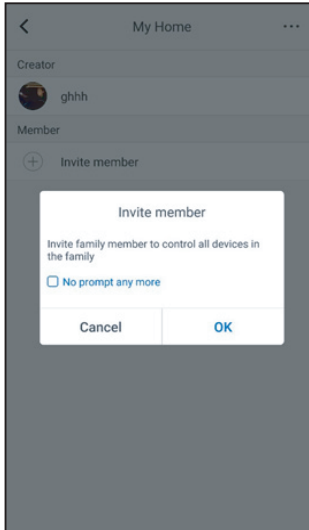 My Home
Creator
ghhh
Member
Invite member
Invite member
Invite family member to control all devices in
the family
No prompt any more
Cancel OK